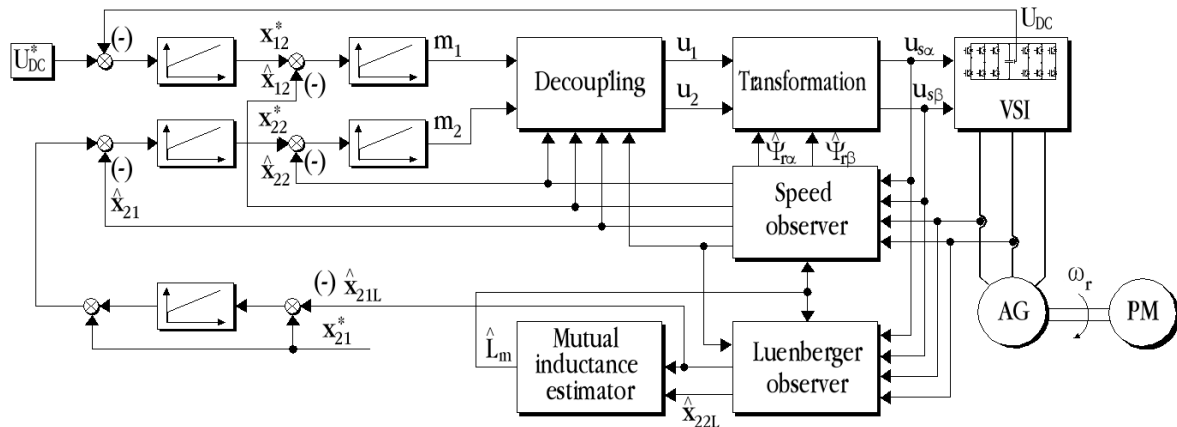 U*DC
(-)
x*12
x̂12
(-)
m1
Decoupling
u1
u2
Transformation
usα
usβ
UDC
VSI
x*22
x̂22
(-)
m2
(-)
x̂21
Ψ̂rα
Ψ̂rβ
Speed
observer
(-)
x̂21L
x*21
L̂m
Mutual
inductance
estimator
x̂22L
Luenberger
observer
AG
ωr
PM